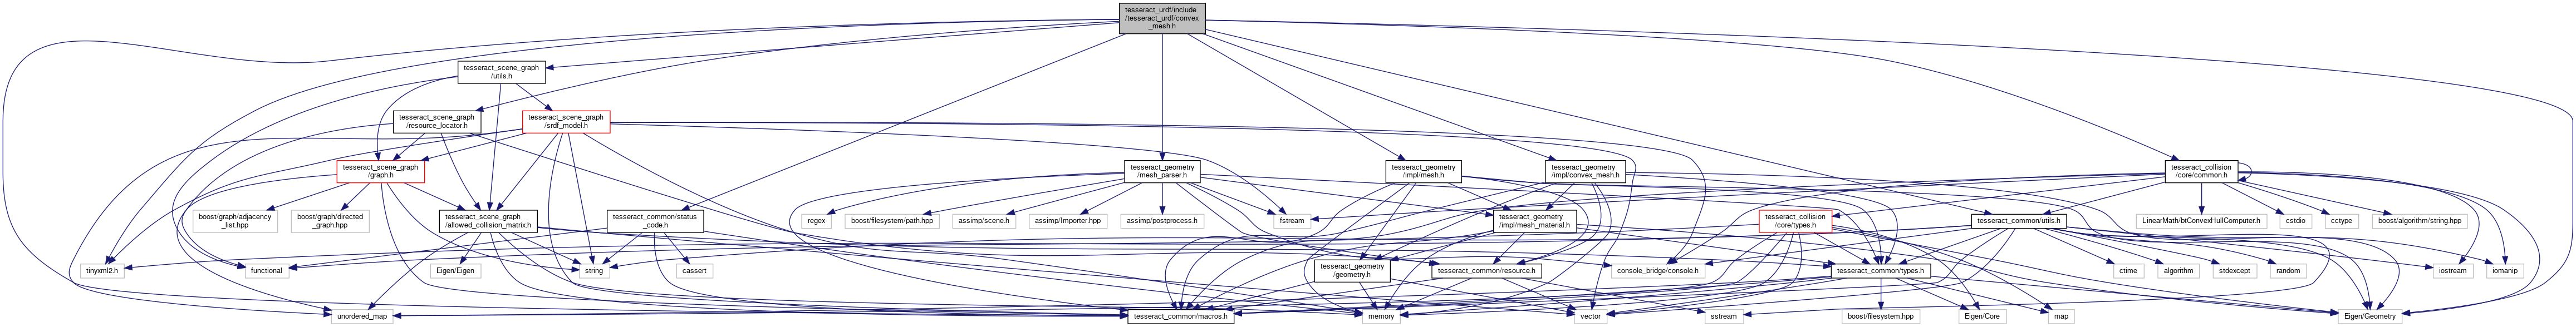 tesseract_urdf/include
/tesseract_urdf/convex
_mesh.h
tesseract_scene_graph
/utils.h
tesseract_scene_graph
/resource_locator.h
tesseract_scene_graph
/srdf_model.h
tesseract_scene_graph
/graph.h
tesseract_geometry
/mesh_parser.h
tesseract_geometry
/impl/mesh.h
tesseract_geometry
/impl/convex_mesh.h
tesseract_collision
/core/common.h
boost/graph/adjacency
_list.hpp
boost/graph/directed
_graph.hpp
tesseract_scene_graph
/allowed_collision_matrix.h
tesseract_common/status
_code.h
regex
boost/filesystem/path.hpp
assimp/scene.h
assimp/Importer.hpp
assimp/postprocess.h
fstream
tesseract_geometry
/impl/mesh_material.h
tesseract_collision
/core/types.h
tesseract_common/utils.h
LinearMath/btConvexHullComputer.h
cstdio
cctype
boost/algorithm/string.hpp
tinyxml2.h
functional
Eigen/Eigen
string
cassert
console_bridge/console.h
tesseract_geometry
/geometry.h
tesseract_common/resource.h
tesseract_common/types.h
ctime
algorithm
stdexcept
random
iostream
iomanip
unordered_map
tesseract_common/macros.h
memory
vector
sstream
boost/filesystem.hpp
Eigen/Core
map
Eigen/Geometry